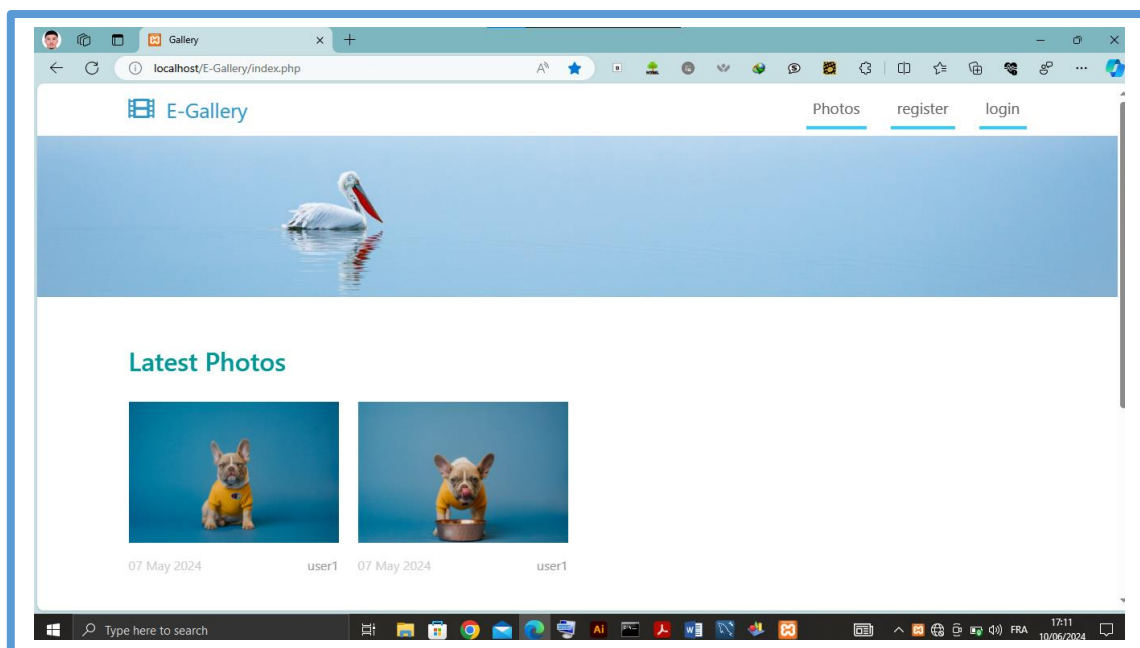 Gallery
localhost/E-Gallery/index.php
E-Gallery
Photos register login
Latest Photos
07 May 2024 user1 07 May 2024 user1
Type here to search
Ai
FRA
17:11
10/06/2024